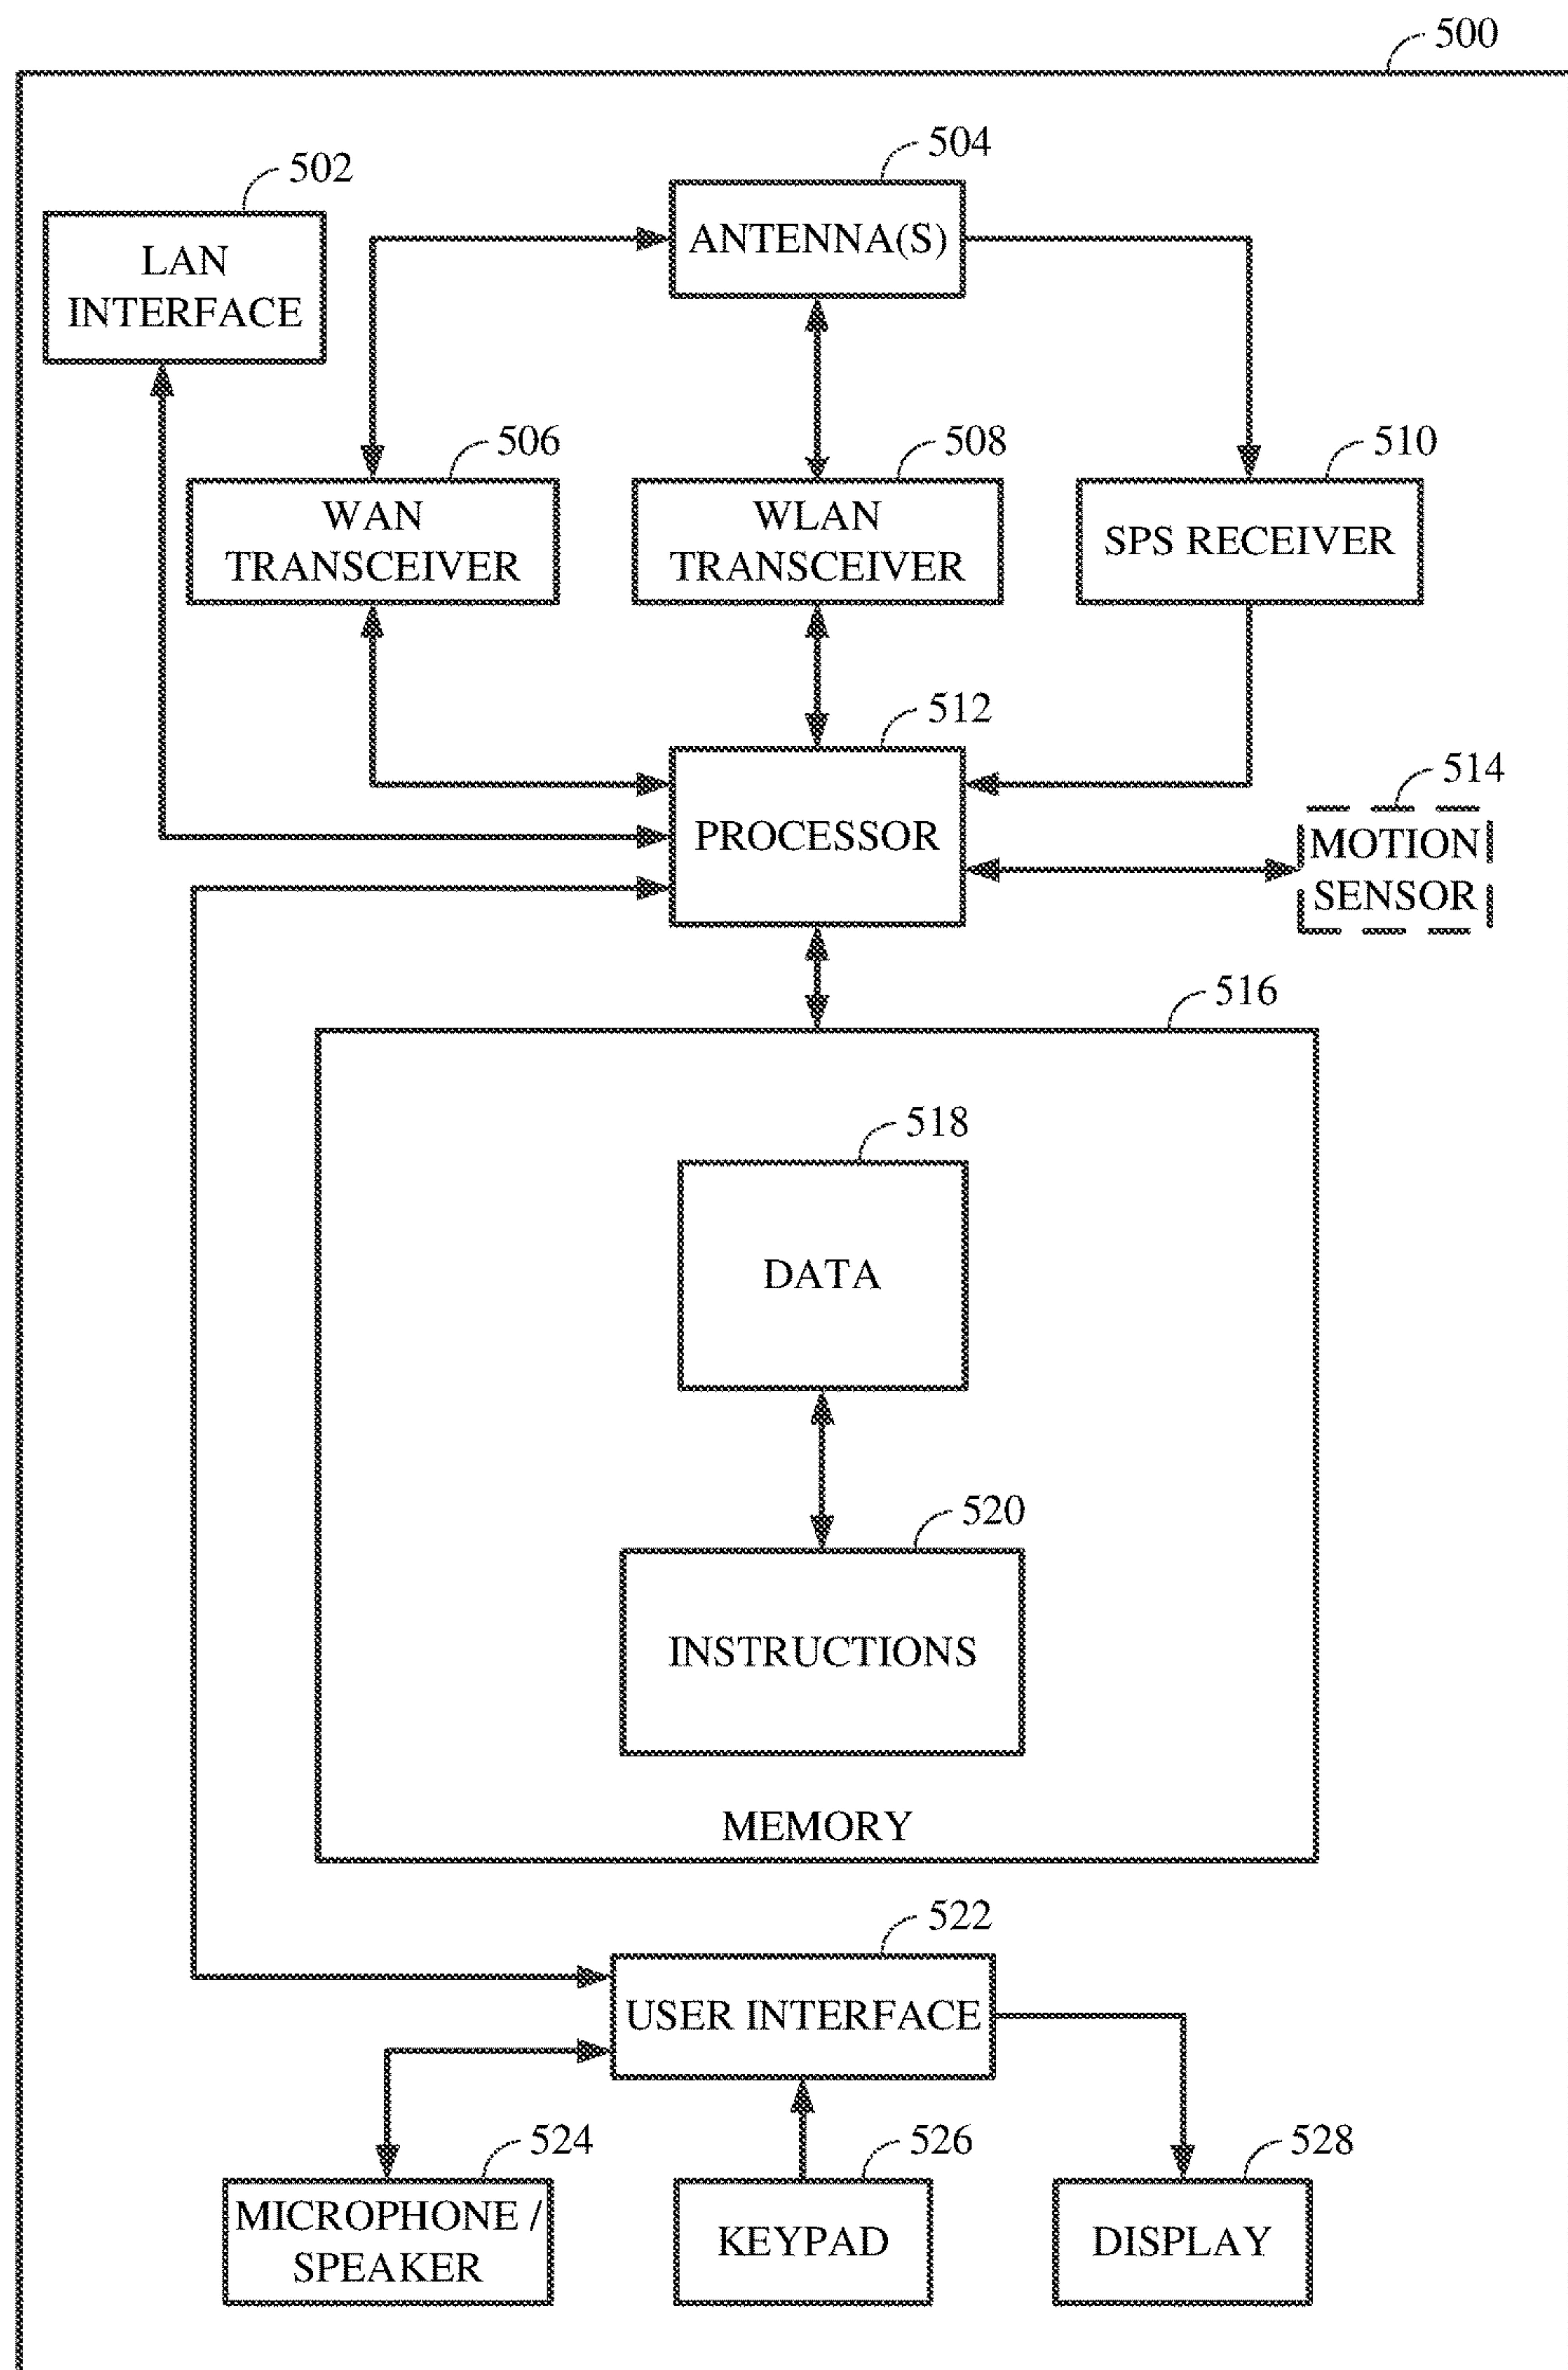 500
502
504
LAN
INTERFACE
ANTENNA(S)
506
508
510
WAN
TRANSCEIVER
WLAN
TRANSCEIVER
SPS RECEIVER
512
514
PROCESSOR
MOTION
SENSOR
516
518
DATA
520
INSTRUCTIONS
MEMORY
522
USER INTERFACE
524
526
528
MICROPHONE /
SPEAKER
KEYPAD
DISPLAY